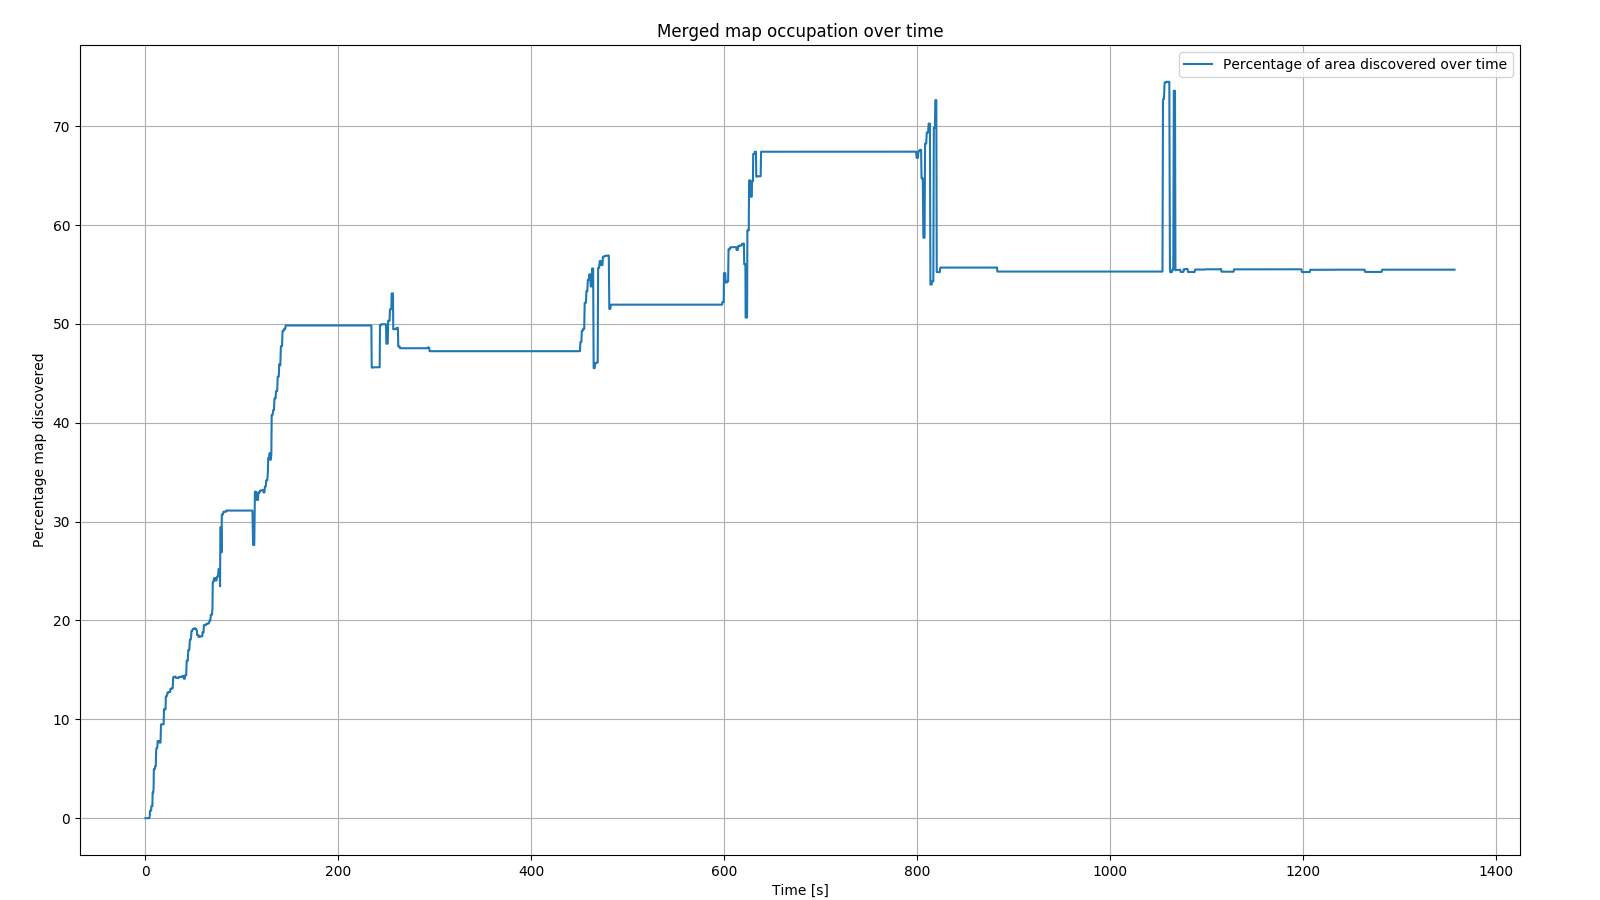 Merged map occupation over time
Percentage of area discovered over time
Percentage map discovered
70
60
50
40
30
20
10
0
0 200 400 600 800 1000 1200 1400
Time [s]